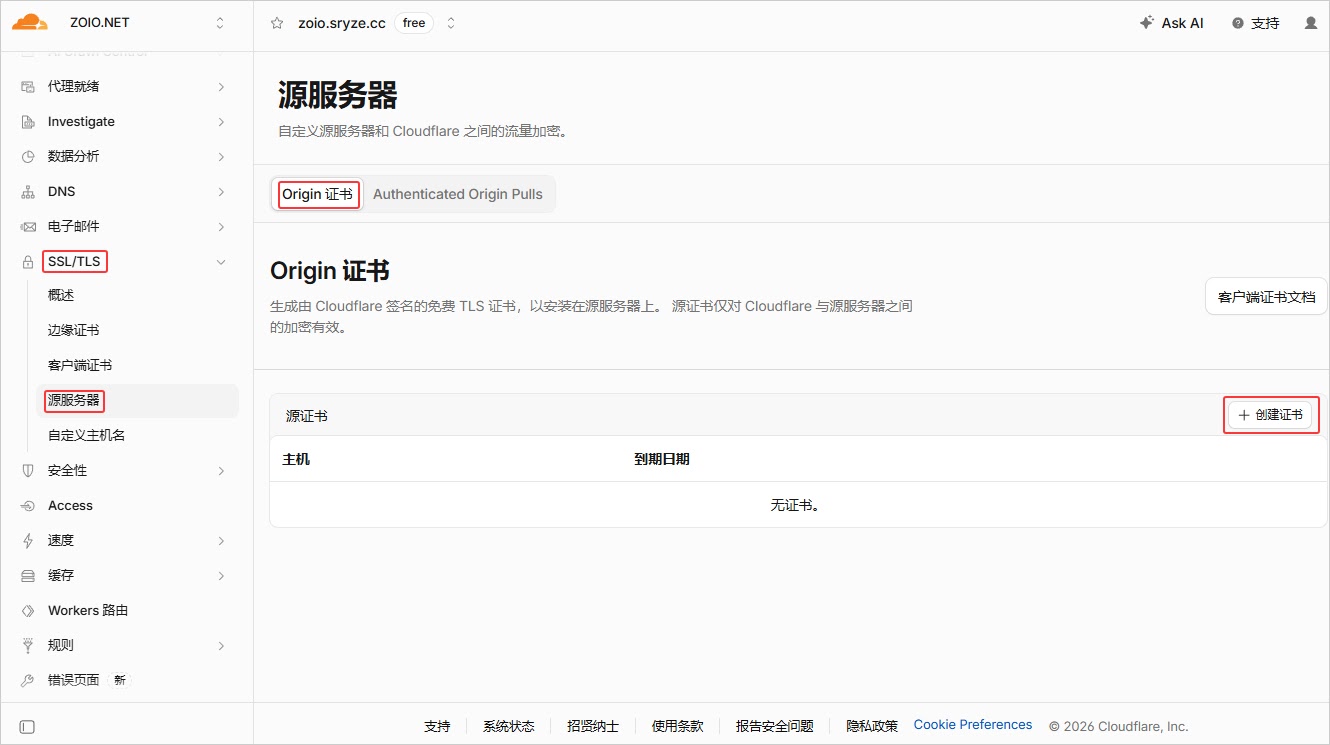 ZOIO.NET
zoio.sryze.cc
free
Ask AI
支持
代理就绪
Investigate
数据分析
DNS
电子邮件
SSL/TLS
概述
边缘证书
客户端证书
源服务器
自定义主机名
安全性
Access
速度
缓存
Workers 路由
规则
错误页面 新
源服务器
自定义源服务器和 Cloudflare 之间的流量加密。
Origin 证书
Authenticated Origin Pulls
Origin 证书
生成由 Cloudflare 签名的免费 TLS 证书，以安装在源服务器上。 源证书仅对 Cloudflare 与源服务器之间
的加密有效。
客户端证书文档
源证书
创建证书
主机
到期日期
无证书。
支持
系统状态
招贤纳士
使用条款
报告安全问题
隐私政策
Cookie Preferences
© 2026 Cloudflare, Inc.